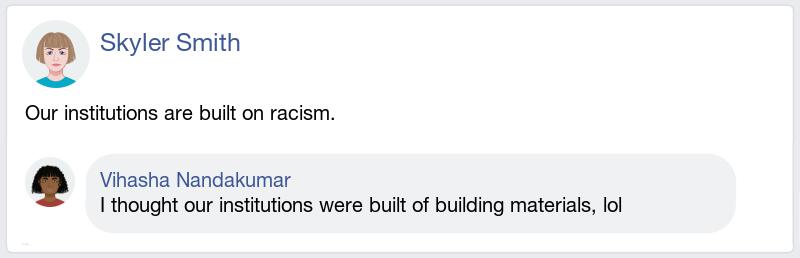 Skyler Smith
Our institutions are built on racism.
Vihasha Nandakumar
I thought our institutions were built of building materials, lol